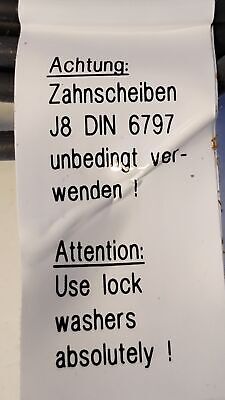 Achtung:
Zahnscheiben
J8 DIN 6797
unbedingt ver-
wenden !
Attention:
Use lock
washers
absolutely !